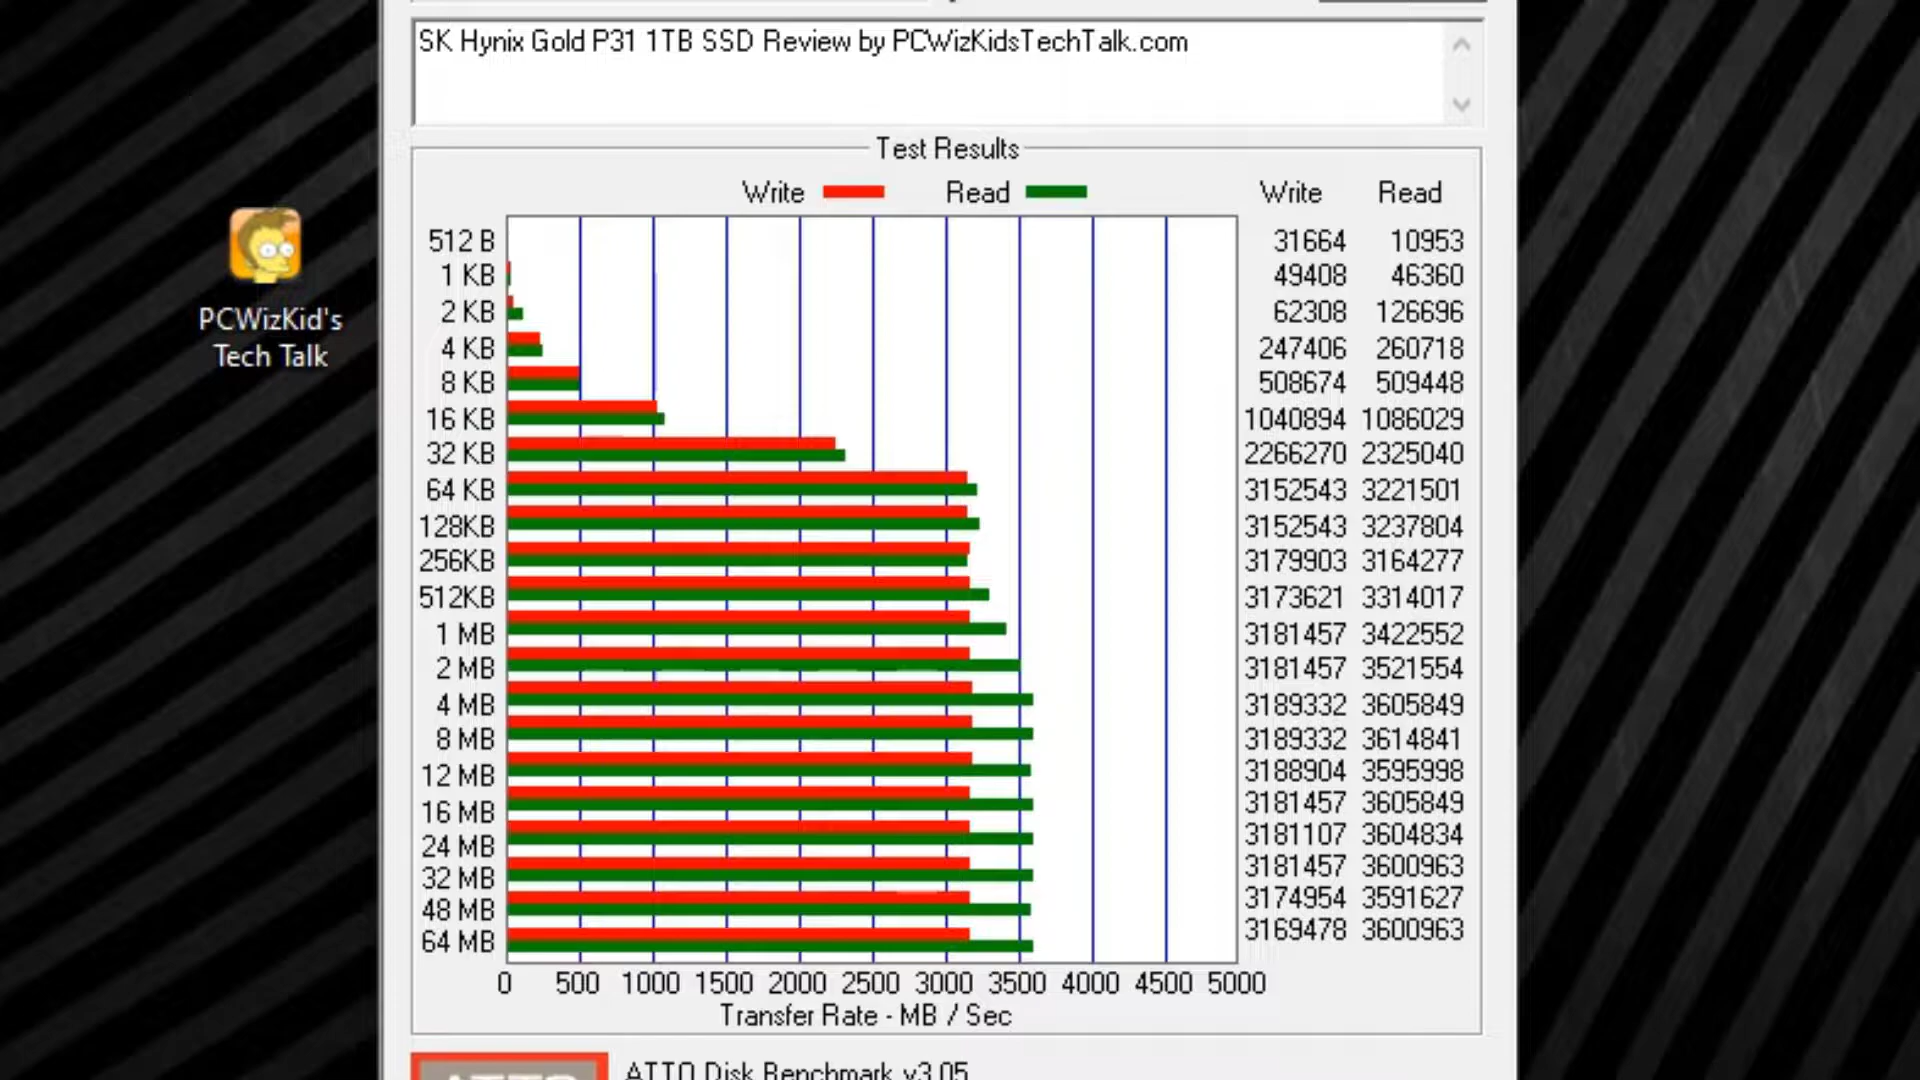 SK Hynix Gold P31 1TB SSD Review by PCWizKidsTechTalk.com
Test Results
Write Read Write Read
512 B 31664 10953
1 KB 49408 46360
2 KB 62308 126696
4 KB 247406 260718
8 KB 508674 509448
16 KB 1040894 1086029
32 KB 2266270 2325040
64 KB 3152543 3221501
128KB 3152543 3237804
256KB 3179903 3164277
512KB 3173621 3314017
1 MB 3181457 3422552
2 MB 3181457 3521554
4 MB 3189332 3605849
8 MB 3189332 3614841
12 MB 3188904 3595998
16 MB 3181457 3605849
24 MB 3181107 3604834
32 MB 3181457 3600963
48 MB 3174954 3591627
64 MB 3169478 3600963
0 500 1000 1500 2000 2500 3000 3500 4000 4500 5000
Transfer Rate - MB / Sec
ATTO Disk Benchmark v3.05
ATTO
PCWizKid's
Tech Talk